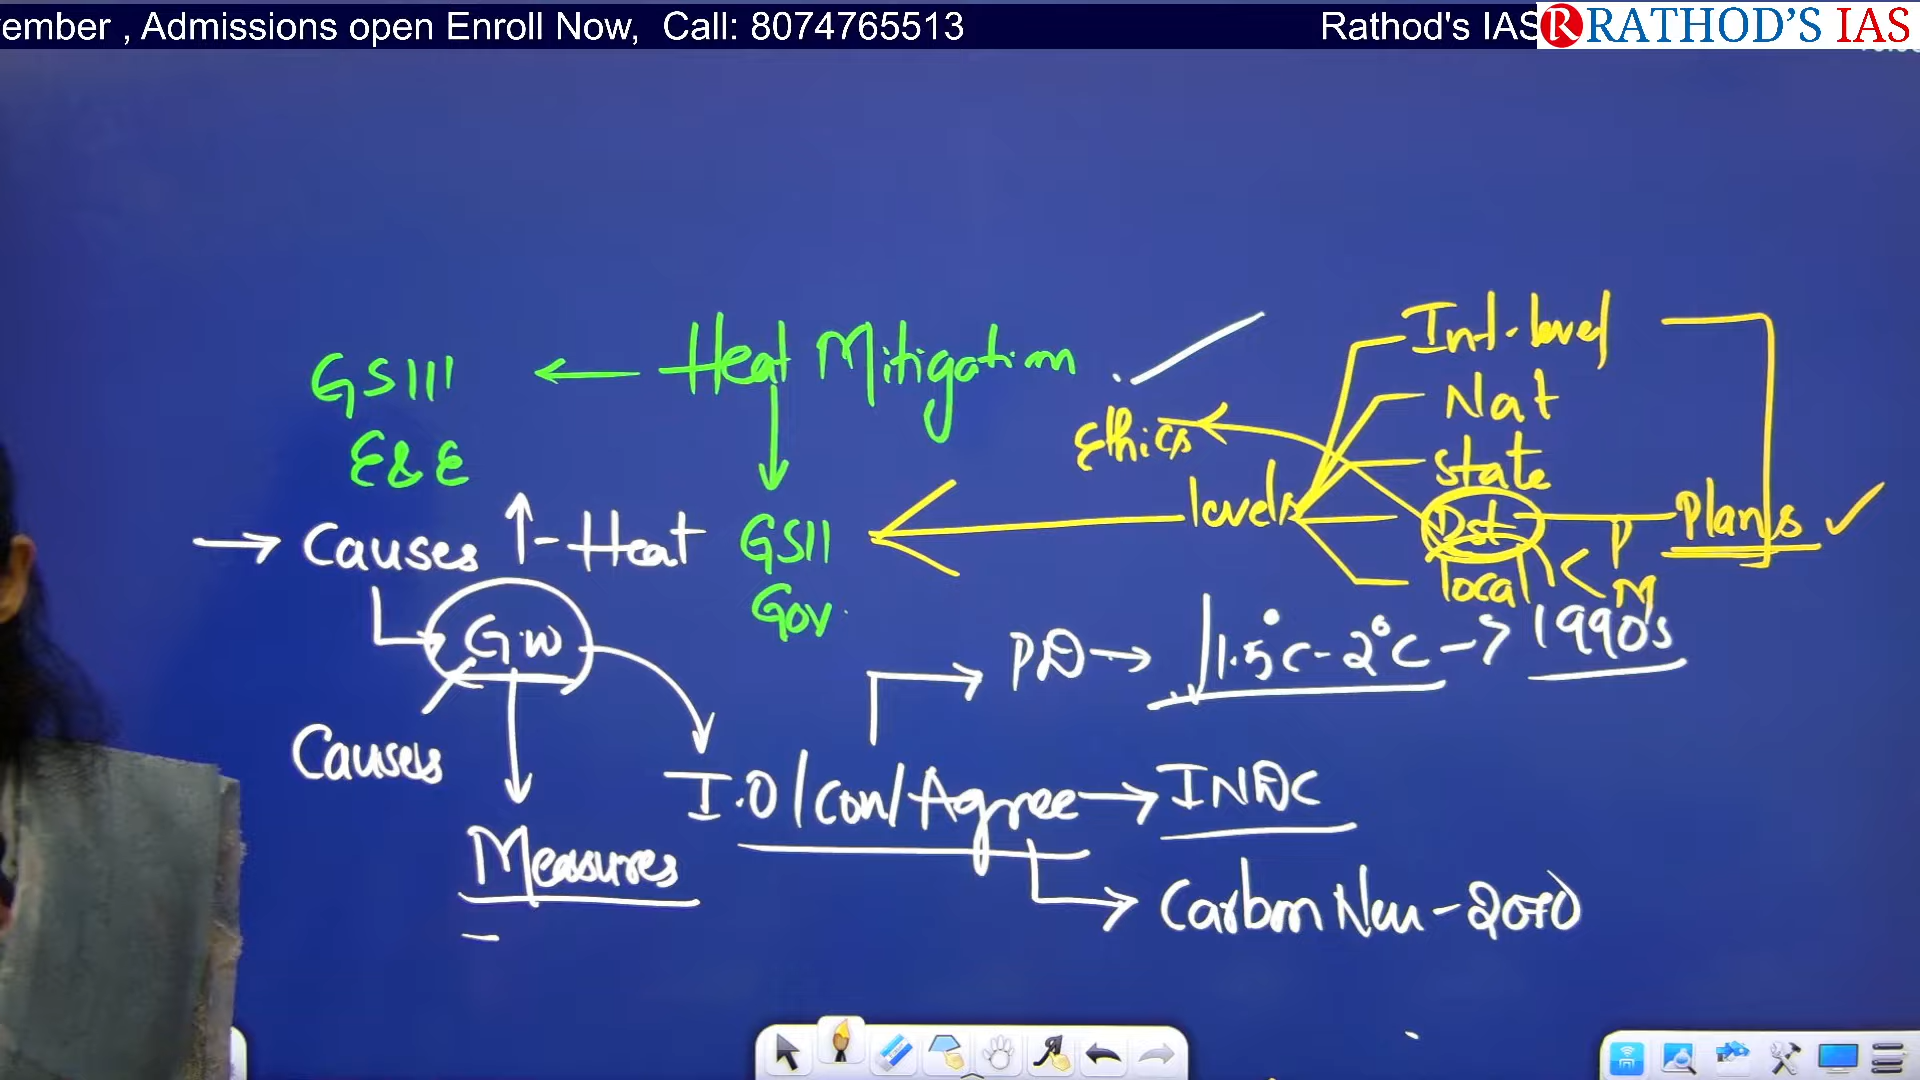 ember , Admissions open Enroll Now, Call: 8074765513
Rathod's IAS
RATHOD'S IAS
Heat Mitigation
GSIII
E&E
GSII
Gov
Ethics
levels
Int-level
Nat
State
Dst
local
Plans
P
M
Causes ↑-Heat
G.W
Causes
Measures
I.O/Con/Agree
PA → 1.5°C-2°C → 1990's
INDC
Carbon Neu-2070